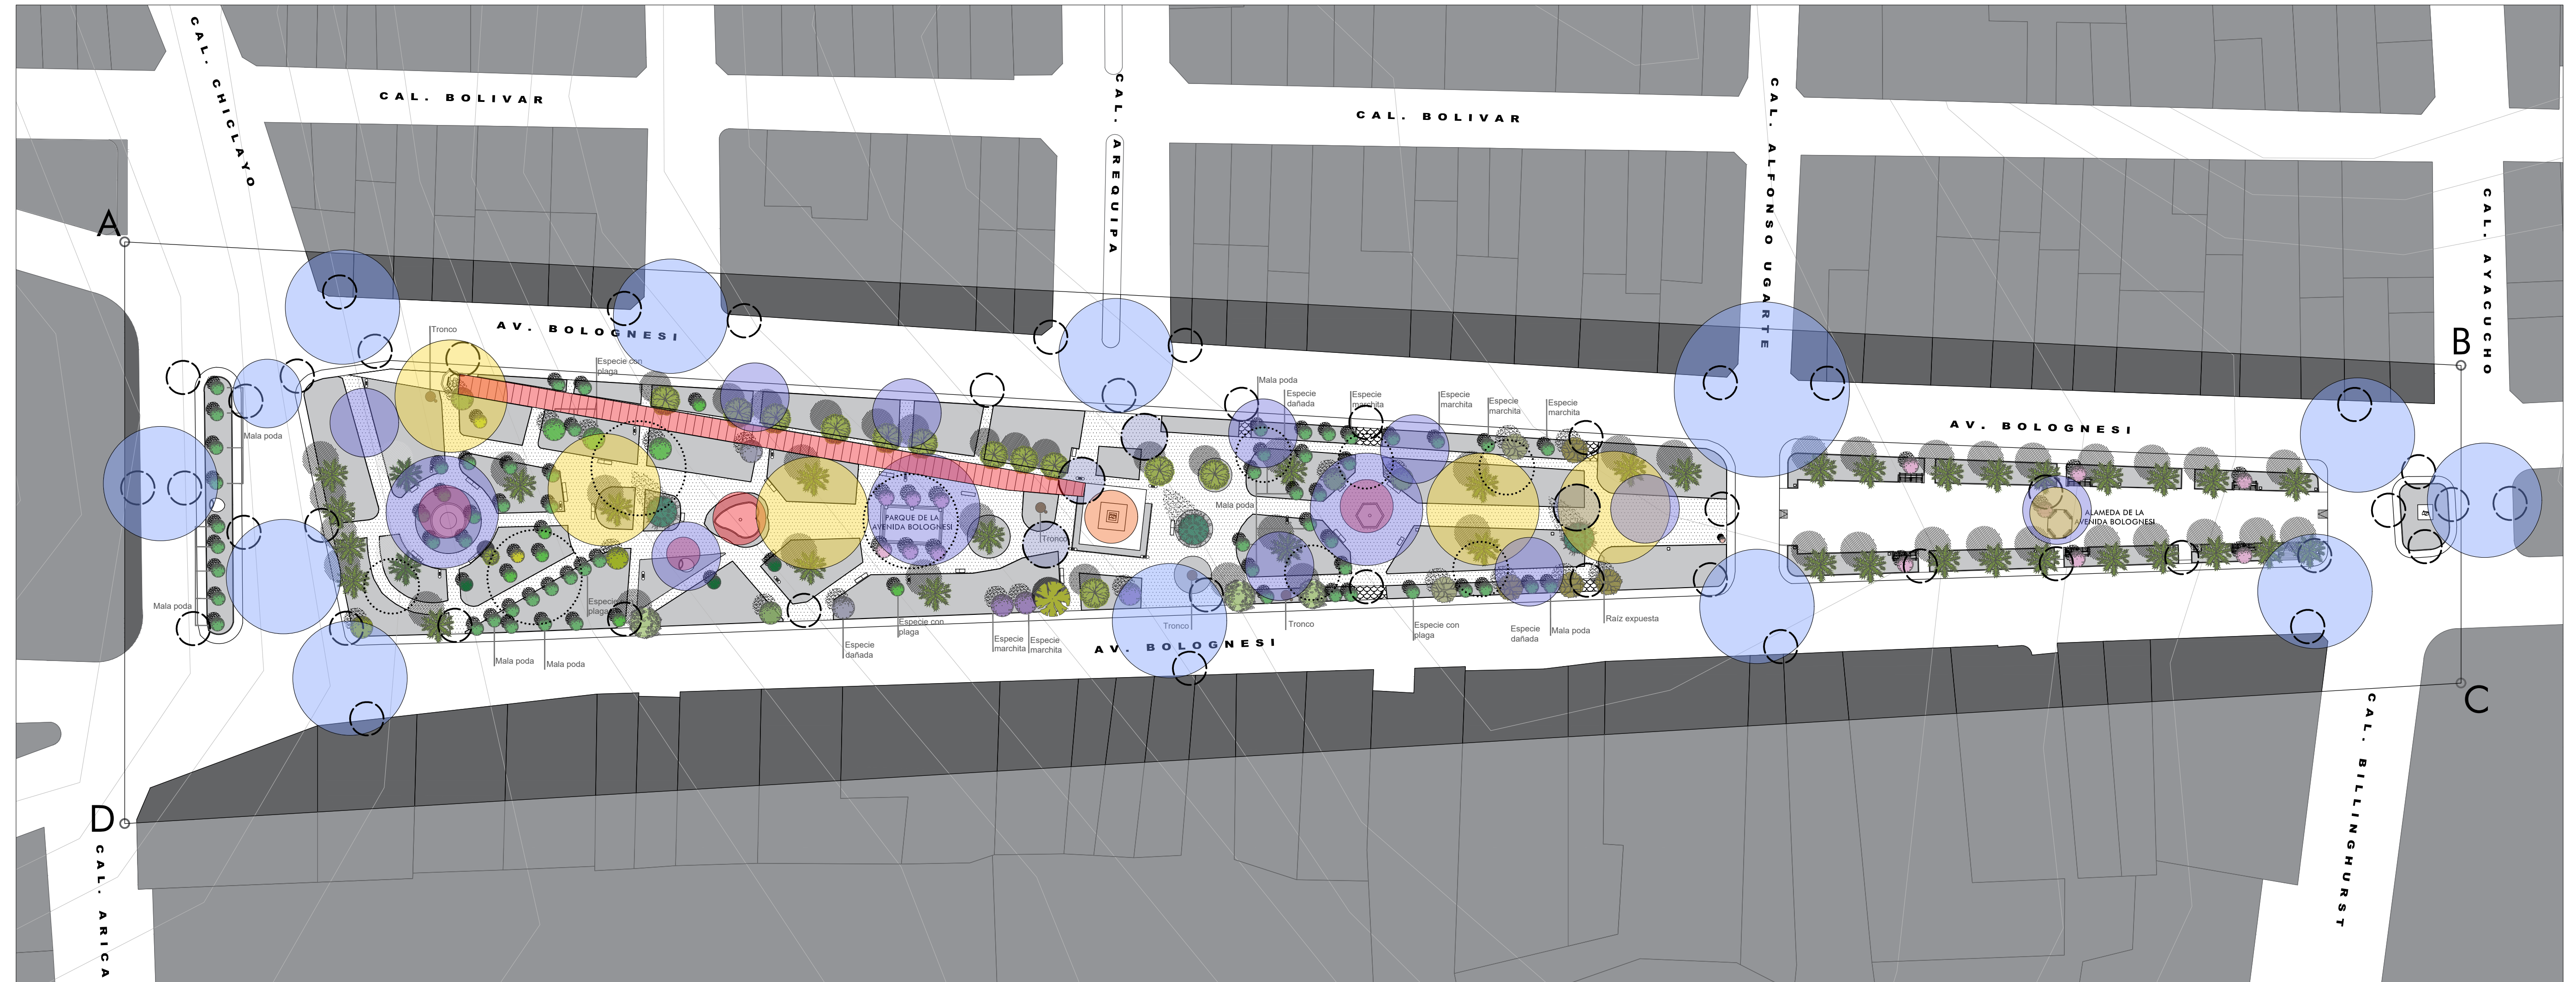 CAL. CHICLAYO
CAL. BOLIVAR
CAL. AREQUIPA
CAL. BOLIVAR
CAL. ALFONSO UGARTE
CAL. AYACUCHO
A
AV. BOLOGNESI
Tronco
Especie con
plaga
B
Mala poda
Especie
dañada
Especie
marchita
Especie
marchita
Especie
marchita
Especie
marchita
AV. BOLOGNESI
Mala poda
Mala poda
PARQUE DE LA
AVENIDA BOLOGNESI
Tronco
ALAMEDA DE LA
AVENIDA BOLOGNESI
Mala poda
Especie
plaga
Especie con
plaga
Tronco
Tronco
Especie con
plaga
Especie
dañada
Mala poda
Raíz expuesta
Especie
dañada
Especie
marchita
Especie
marchita
AV. BOLOGNESI
Mala poda
Mala poda
C
D
CAL. ARICA
CAL. BILLINGHURST